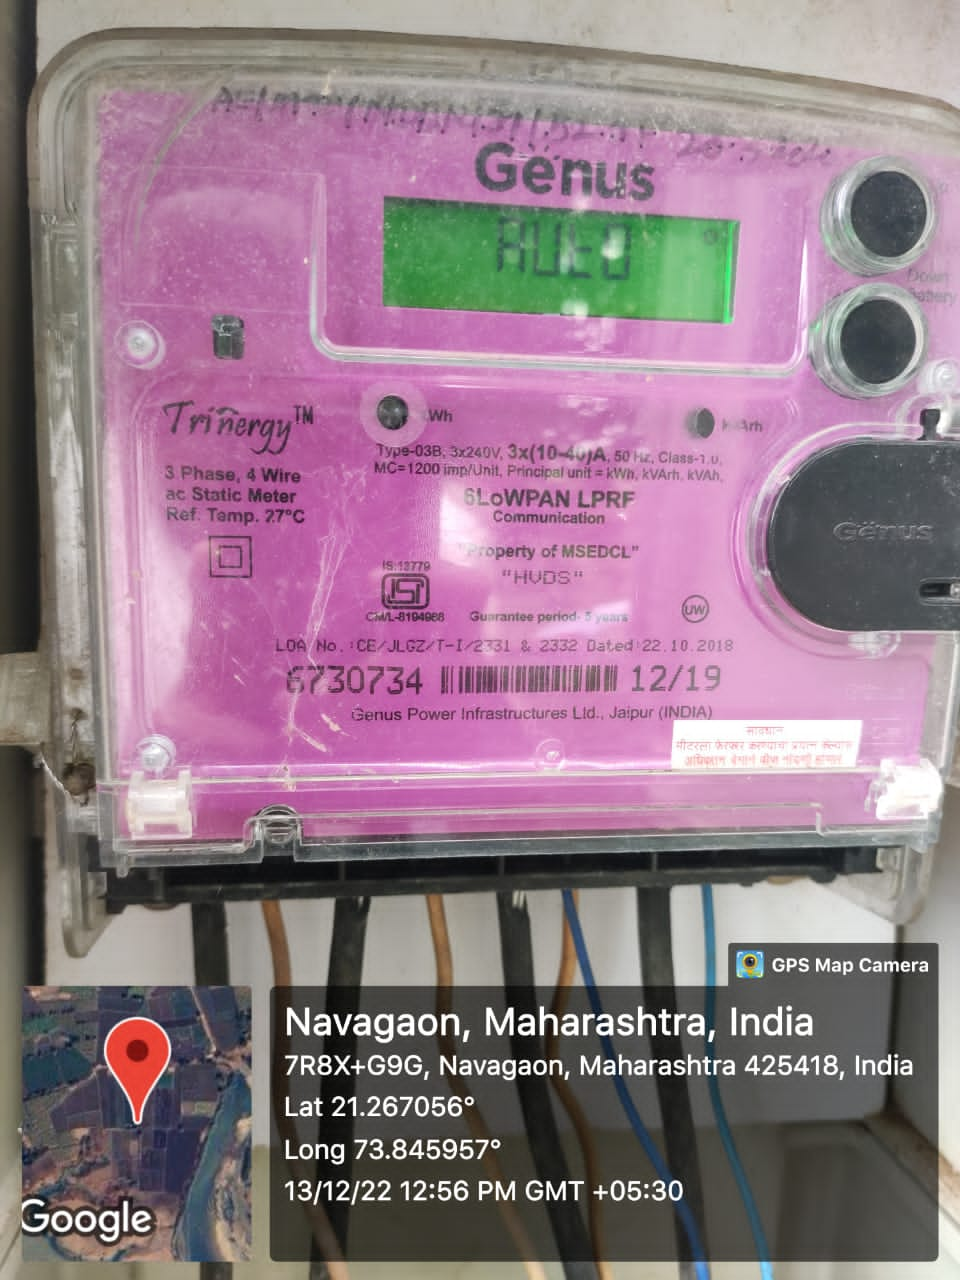 Genus
AUtO
Down
Battery
Trinergy™
kWh
kVArh
3 Phase, 4 Wire
ac Static Meter
Ref. Temp. 27°C
Type-03B, 3x240V, 3x(10-40)A, 50 Hz, Class-1.0,
MC=1200 imp/Unit, Principal unit = kWh, kVArh, kVAh,
6LoWPAN LPRF
Communication
"Property of MSEDCL"
"HVDS"
Genus
IS:13779
ISI
CM/L-8194988
Guarantee period- 5 years
UW
LOA No.:CE/JLGZ/T-I/2331 & 2332 Dated:22.10.2018
6730734 12/19
Genus Power Infrastructures Ltd., Jaipur (INDIA)
सावधान
मीटरला फेरफार करण्याचा प्रयत्न केल्यास
GPS Map Camera
Navagaon, Maharashtra, India
7R8X+G9G, Navagaon, Maharashtra 425418, India
Lat 21.267056°
Long 73.845957°
13/12/22 12:56 PM GMT +05:30
Google